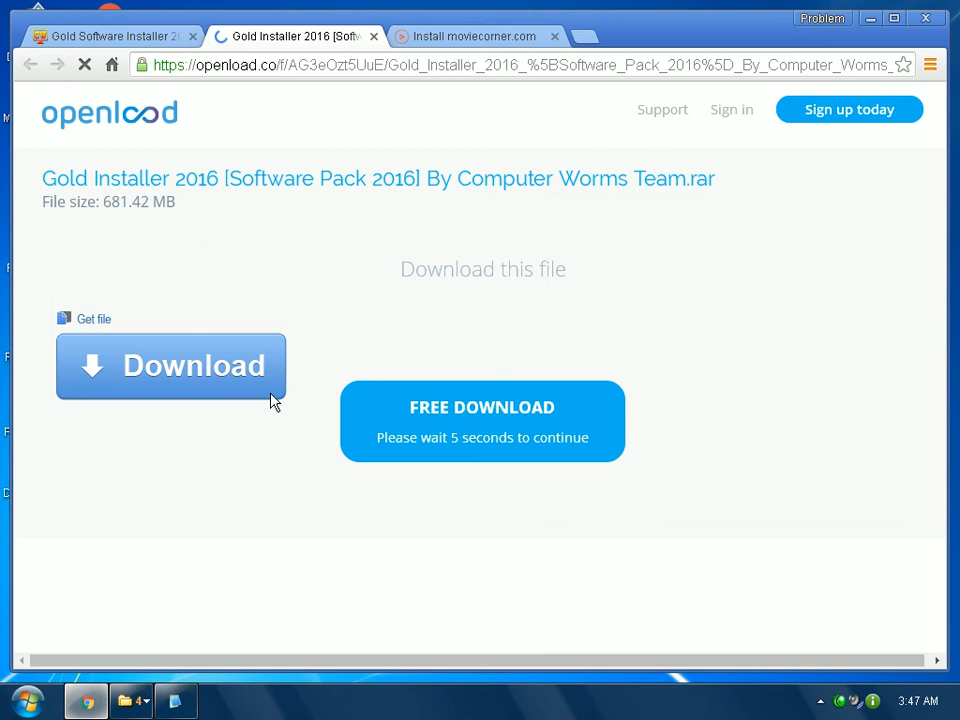 Problem
Gold Software Installer 2
Gold Installer 2016 [Soft
Install moviecorner.com
https://openload.co/f/AG3eOzt5UuE/Gold_Installer_2016_%5BSoftware_Pack_2016%5D_By_Computer_Worms_
openlood
Support
Sign in
Sign up today
Gold Installer 2016 [Software Pack 2016] By Computer Worms Team.rar
File size: 681.42 MB
Download this file
Get file
Download
FREE DOWNLOAD
Please wait 5 seconds to continue
4
3:47 AM